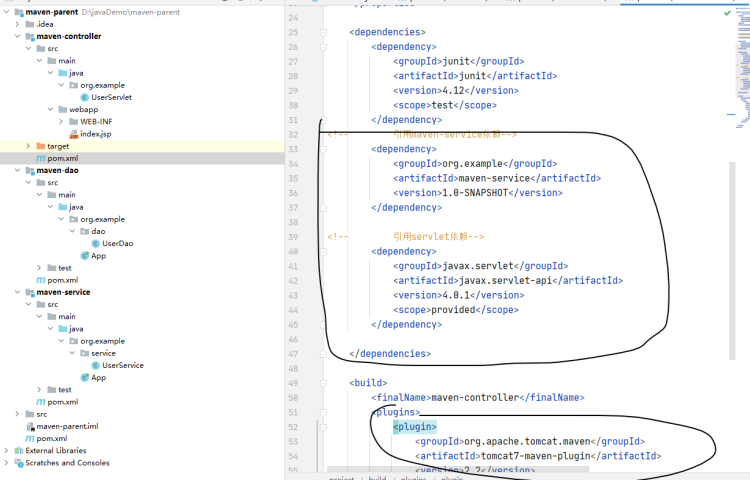 maven-parent D:\javaDemo\maven-parent
.idea
maven-controller
src
main
java
org.example
UserServlet
webapp
WEB-INF
index.jsp
target
pom.xml
maven-dao
src
main
java
org.example
dao
UserDao
App
test
pom.xml
maven-service
src
main
java
org.example
service
UserService
App
test
pom.xml
src
maven-parent.iml
pom.xml
External Libraries
Scratches and Consoles
24
25 <dependencies>
26 <dependency>
27 <groupId>junit</groupId>
28 <artifactId>junit</artifactId>
29 <version>4.12</version>
30 <scope>test</scope>
31 </dependency>
32 <!-- 引用maven-service依赖-->
33 <dependency>
34 <groupId>org.example</groupId>
35 <artifactId>maven-service</artifactId>
36 <version>1.0-SNAPSHOT</version>
37 </dependency>
38
39 <!-- 引用servlet依赖-->
40 <dependency>
41 <groupId>javax.servlet</groupId>
42 <artifactId>javax.servlet-api</artifactId>
43 <version>4.0.1</version>
44 <scope>provided</scope>
45 </dependency>
46
47 </dependencies>
48
49 <build>
50 <finalName>maven-controller</finalName>
51 <plugins>
52 <plugin>
53 <groupId>org.apache.tomcat.maven</groupId>
54 <artifactId>tomcat7-maven-plugin</artifactId>
55 <version>2.2</version>
project build plugins plugin